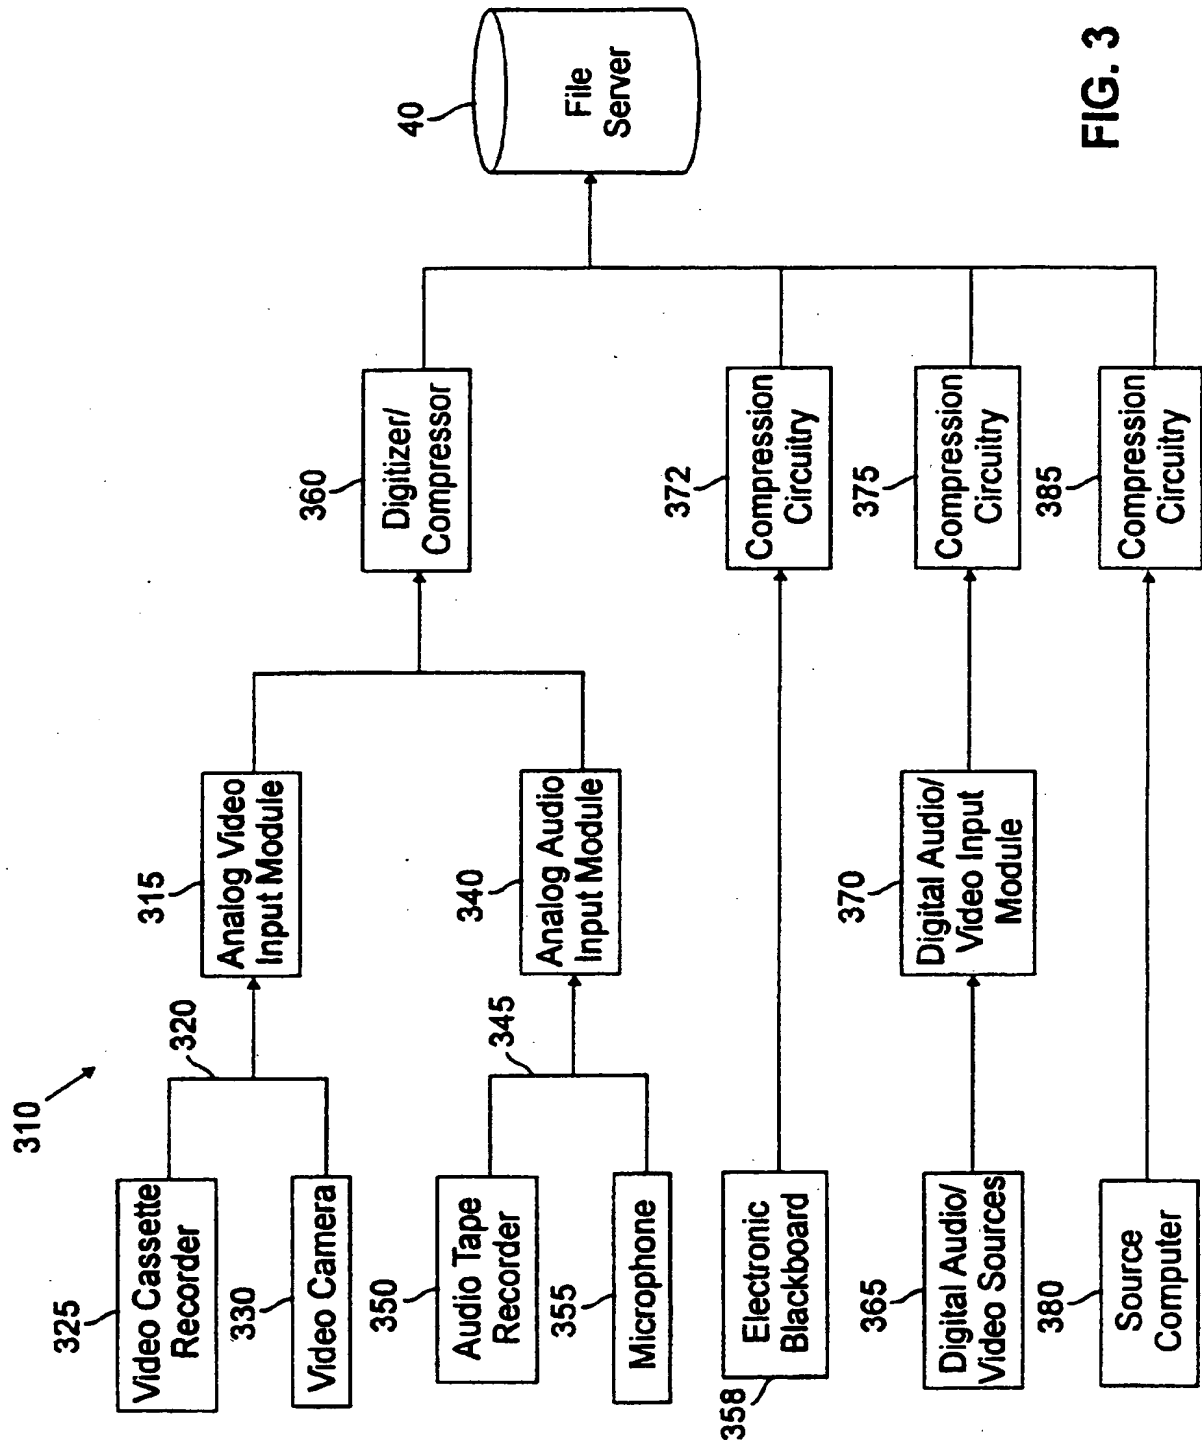 310
325
Video Cassette
Recorder
330
Video Camera
320
315
Analog Video
Input Module
350
Audio Tape
Recorder
355
Microphone
345
340
Analog Audio
Input Module
360
Digitizer/
Compressor
40
File
Server
Electronic
Blackboard
358
372
Compression
Circuitry
365
Digital Audio/
Video Sources
370
Digital Audio/
Video Input
Module
375
Compression
Circuitry
380
Source
Computer
385
Compression
Circuitry
FIG. 3